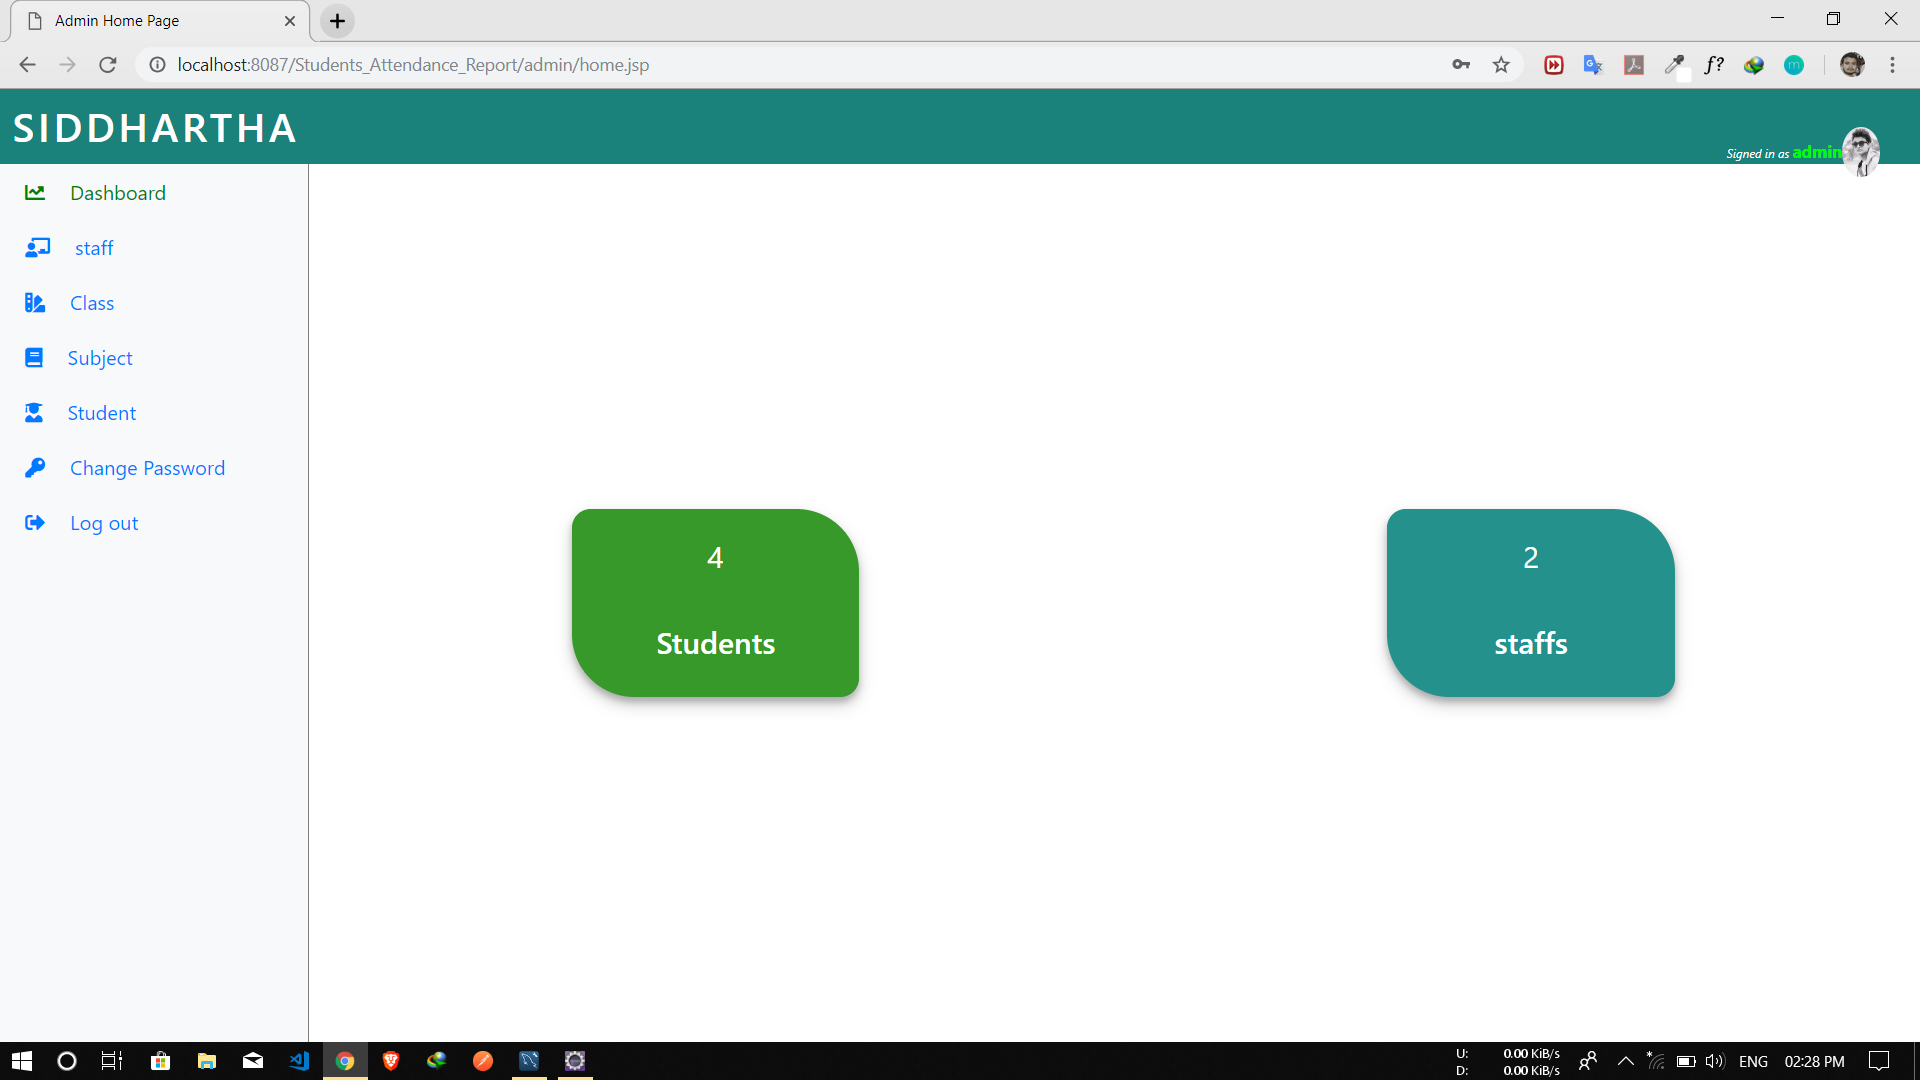 Admin Home Page
localhost:8087/Students_Attendance_Report/admin/home.jsp
f?
m
SIDDHARTHA
Signed in as admin
Dashboard
staff
Class
Subject
Student
Change Password
Log out
4
Students
2
staffs
U: 0.00 KiB/s
D: 0.00 KiB/s
ENG
02:28 PM